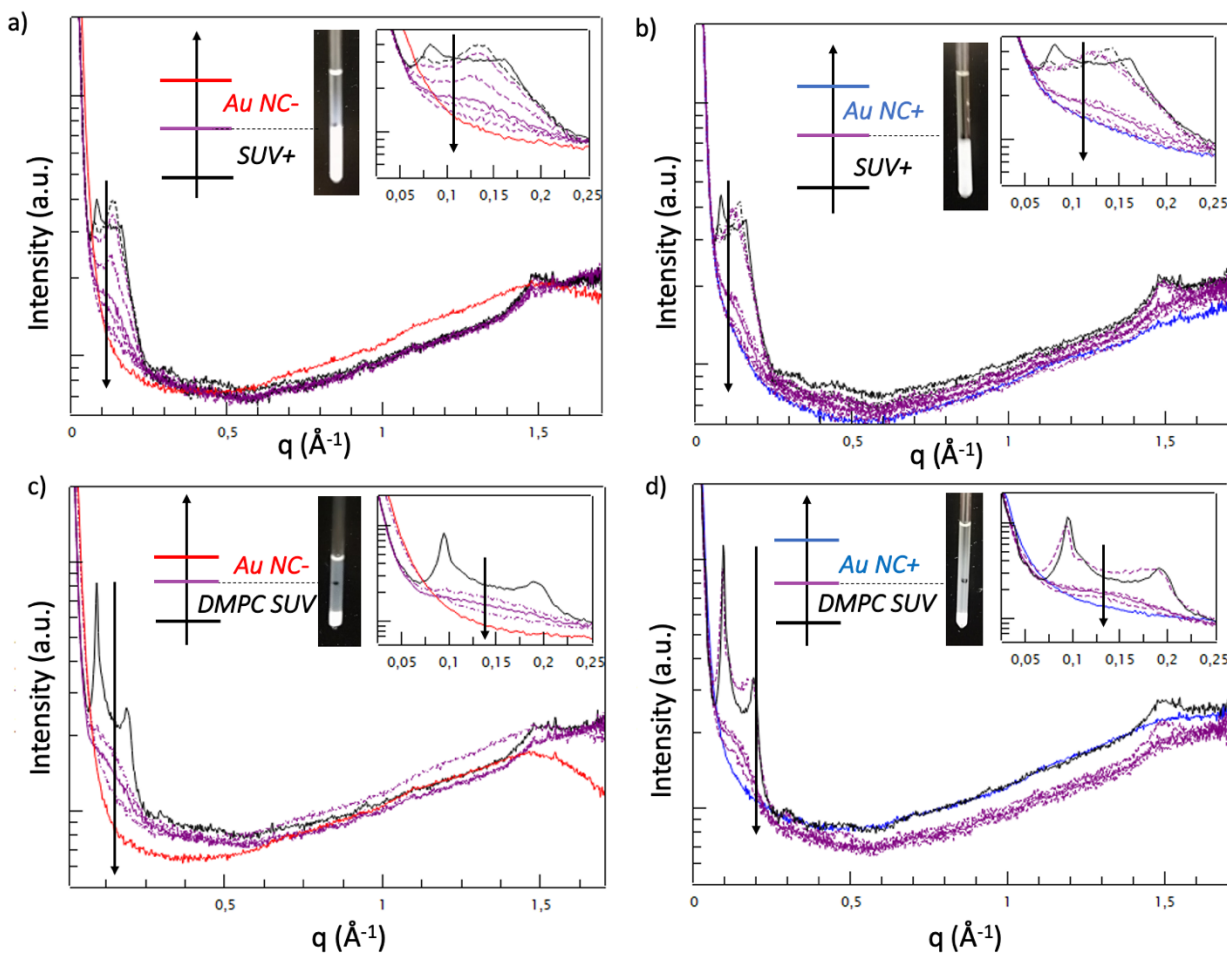 a)
Intensity (a.u.)
Au NC-
SUV+
0,05 0,1 0,15 0,2 0,25
0 0,5 1 1,5
q (Å-1)
b)
Intensity (a.u.)
Au NC+
SUV+
0,05 0,1 0,15 0,2 0,25
0 0,5 1 1,5
q (Å-1)
c)
Intensity (a.u.)
Au NC-
DMPC SUV
0,05 0,1 0,15 0,2 0,25
0,5 1 1,5
q (Å-1)
d)
Intensity (a.u.)
Au NC+
DMPC SUV
0,05 0,1 0,15 0,2 0,25
0 0,5 1 1,5
q (Å-1)